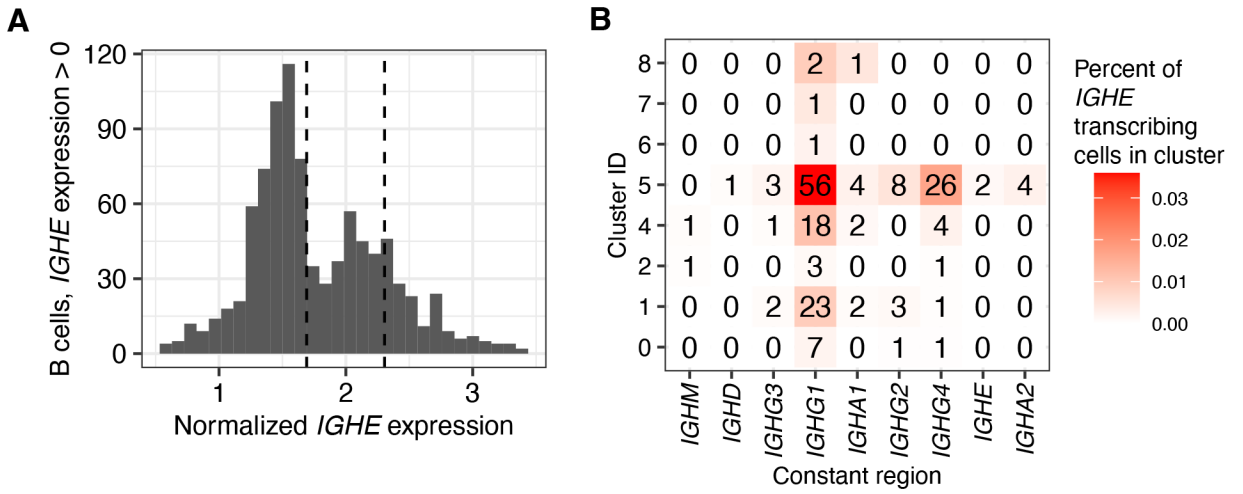 A
B cells, IGHE expression > 0
120
90
60
30
0
1 2 3
Normalized IGHE expression
B
Cluster ID
8 0 0 0 2 1 0 0 0 0
7 0 0 0 1 0 0 0 0 0
6 0 0 0 1 0 0 0 0 0
5 0 1 3 56 4 8 26 2 4
4 1 0 1 18 2 0 4 0 0
2 1 0 0 3 0 0 1 0 0
1 0 0 2 23 2 3 1 0 0
0 0 0 0 7 0 1 1 0 0
IGHM IGHD IGHG3 IGHG1 IGHA1 IGHG2 IGHG4 IGHE IGHA2
Constant region
Percent of
IGHE
transcribing
cells in cluster
0.03
0.02
0.01
0.00